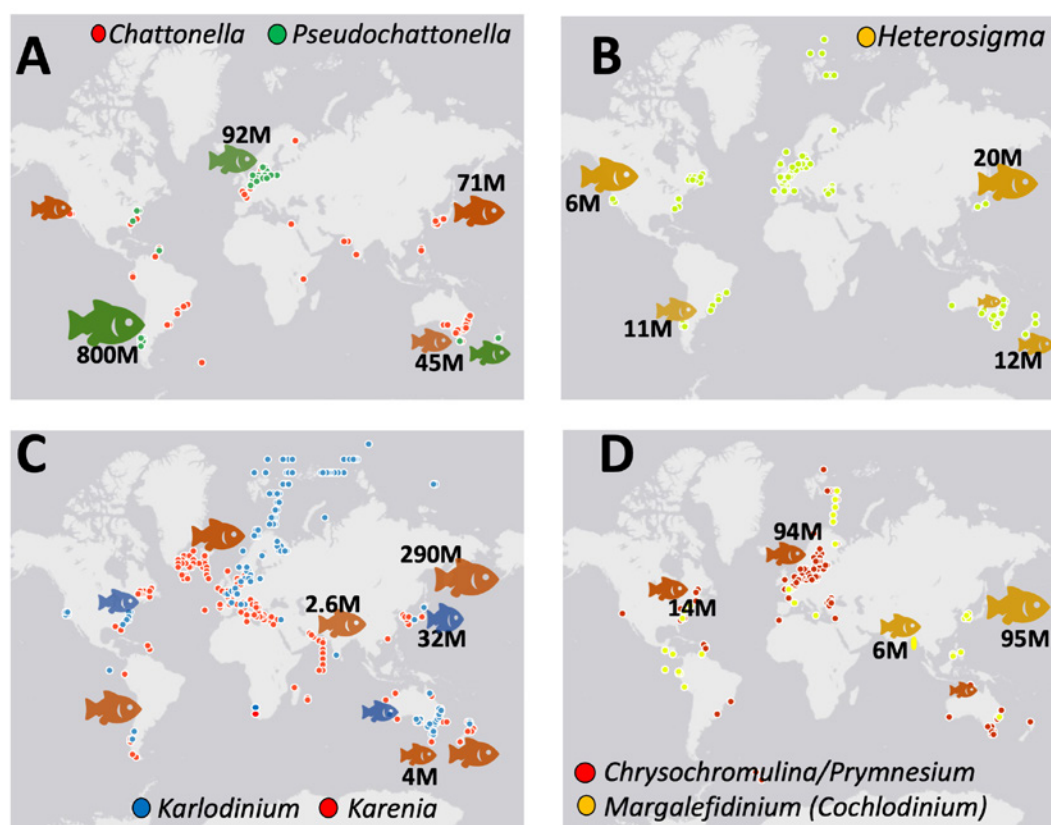 A
Chattonella
Pseudochattonella
92M
71M
800M
45M
B
Heterosigma
6M
20M
11M
12M
C
290M
2.6M
32M
4M
Karlodinium
Karenia
D
94M
14M
6M
95M
Chrysochromulina/Prymnesium
Margalefidinium (Cochlodinium)